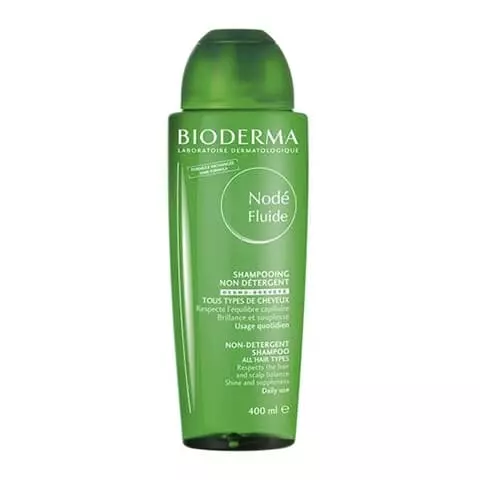 BIODERMA
LABORATOIRE DERMATOLOGIQUE
Nodé
Fluide
SHAMPOOING
NON DÉTERGENT
TOUS TYPES DE CHEVEUX
Respecte l'équilibre capillaire
Brillance et souplesse
Usage quotidien
NON-DETERGENT
SHAMPOO
ALL HAIR TYPES
Respects the hair
and scalp balance
Shine and suppleness
Daily use
400 ml e